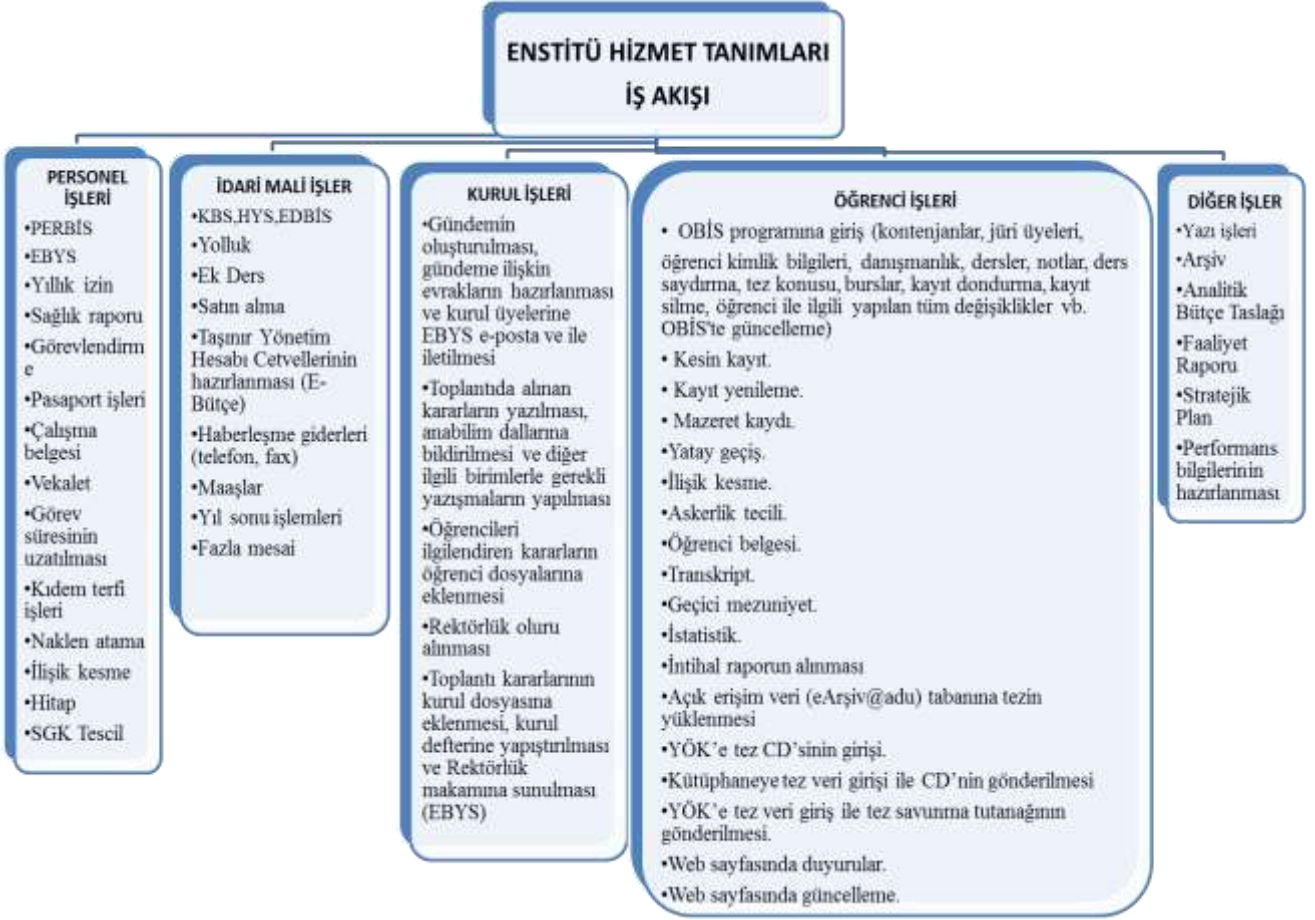 ENSTİTÜ HİZMET TANIMLARI
İŞ AKIŞI
PERSONEL
İŞLERİ
•PERBİS
•EBYS
•Yıllık izin
•Sağlık raporu
•Görevlendirm
e
•Pasaport işleri
•Çalışma
belgesi
•Vekalet
•Görev
süresinin
uzatılması
•Kıdem terfi
işleri
•Naklen atama
•İlişik kesme
•Hitap
•SGK Tescil
İDARİ MALİ İŞLER
•KBS,HYS,EDBİS
•Yolluk
•Ek Ders
•Satın alma
•Taşınır Yönetim
Hesabı Cetvellerinin
hazırlanması (E-
Bütçe)
•Haberleşme giderleri
(telefon, fax)
•Maaşlar
•Yıl sonu işlemleri
•Fazla mesai
KURUL İŞLERİ
•Gündemin
oluşturulması,
gündeme ilişkin
evrakların hazırlanması
ve kurul üyelerine
EBYS e-posta ve ile
iletilmesi
•Toplantıda alınan
kararların yazılması,
anabilim dallarına
bildirilmesi ve diğer
ilgili birimlerle gerekli
yazışmaların yapılması
•Öğrencileri
ilgilendiren kararların
öğrenci dosyalarına
eklenmesi
•Rektörlük oluru
alınması
•Toplantı kararlarının
kurul dosyasına
eklenmesi, kurul
defterine yapıştırılması
ve Rektörlük
makamına sunulması
(EBYS)
ÖĞRENCİ İŞLERİ
• OBİS programına giriş (kontenjanlar, jüri üyeleri,
öğrenci kimlik bilgileri, danışmanlık, dersler, notlar, ders
saydırma, tez konusu, burslar, kayıt dondurma, kayıt
silme, öğrenci ile ilgili yapılan tüm değişiklikler vb.
OBİS'te güncelleme)
• Kesin kayıt.
• Kayıt yenileme.
• Mazeret kaydı.
•Yatay geçiş.
•İlişik kesme.
•Askerlik tecili.
•Öğrenci belgesi.
•Transkript.
•Geçici mezuniyet.
•İstatistik.
•İntihal raporun alınması
•Açık erişim veri (eArşiv@adu) tabanına tezin
yüklenmesi
•YÖK’e tez CD’sinin girişi.
•Kütüphaneye tez veri girişi ile CD’nin gönderilmesi
•YÖK’e tez veri giriş ile tez savunma tutanağının
gönderilmesi.
•Web sayfasında duyurular.
•Web sayfasında güncelleme.
DİĞER İŞLER
•Yazı işleri
•Arşiv
•Analitik
Bütçe Taslağı
•Faaliyet
Raporu
•Stratejik
Plan
•Performans
bilgilerinin
hazırlanması